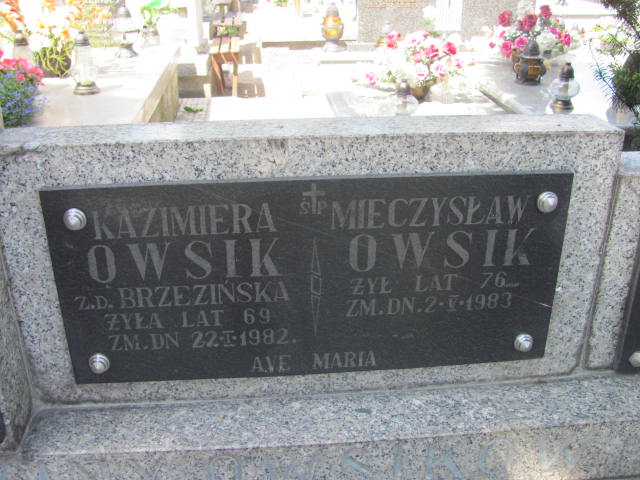 Ś†P
KAZIMIERA
OWSIK
Z.D. BRZEZIŃSKA
ŻYŁA LAT 69
ZM. DN 22·I·1982.
MIECZYSŁAW
OWSIK
ŻYŁ LAT 76
ZM. DN. 2·V·1983
AVE MARIA
OWSIKÓW